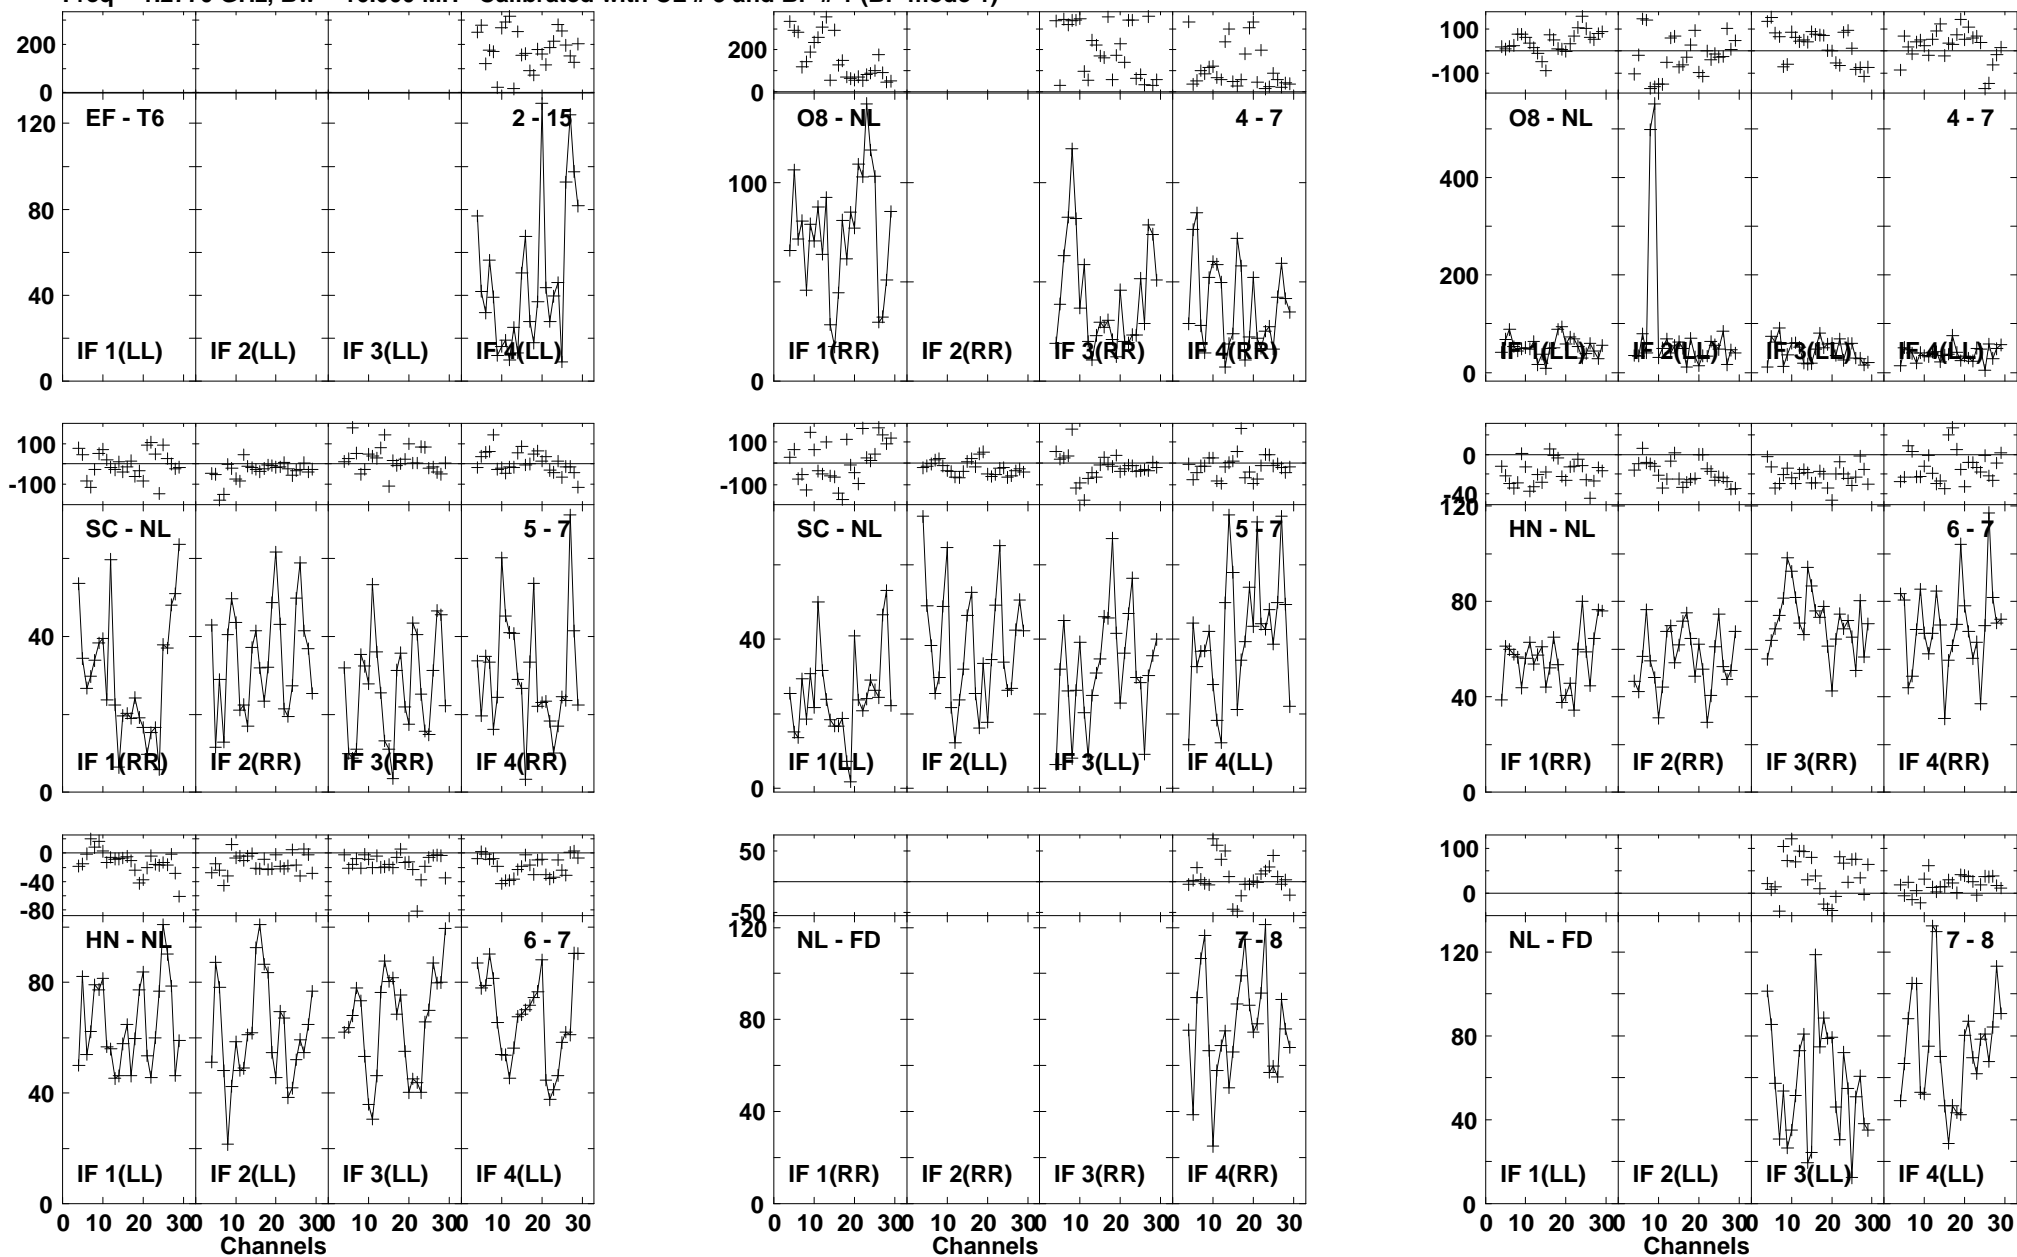 200
100
0
EF - T6
2 - 15
120
80
40
0
IF 1(LL)
IF 2(LL)
IF 3(LL)
IF 4(LL)
400
200
0
O8 - NL
4 - 7
100
0
IF 1(RR)
IF 2(RR)
IF 3(RR)
IF 4(RR)
100
-100
O8 - NL
4 - 7
400
200
0
IF 1(LL)
IF 2(LL)
IF 3(LL)
IF 4(LL)
100
-100
SC - NL
5 - 7
40
0
IF 1(RR)
IF 2(RR)
IF 3(RR)
IF 4(RR)
100
-100
SC - NL
5 - 7
40
0
IF 1(LL)
IF 2(LL)
IF 3(LL)
IF 4(LL)
0
-40
120
HN - NL
6 - 7
80
40
0
IF 1(RR)
IF 2(RR)
IF 3(RR)
IF 4(RR)
0
-40
-80
HN - NL
6 - 7
80
40
0
IF 1(LL)
IF 2(LL)
IF 3(LL)
IF 4(LL)
0 10 20 30 0 10 20 30 0 10 20 30 0 10 20 30
Channels
50
-50
120
NL - FD
7 - 8
80
40
0
IF 1(RR)
IF 2(RR)
IF 3(RR)
IF 4(RR)
0 10 20 30 0 10 20 30 0 10 20 30 0 10 20 30
Channels
100
0
NL - FD
7 - 8
120
80
40
0
IF 1(LL)
IF 2(LL)
IF 3(LL)
IF 4(LL)
0 10 20 30 0 10 20 30 0 10 20 30 0 10 20 30
Channels